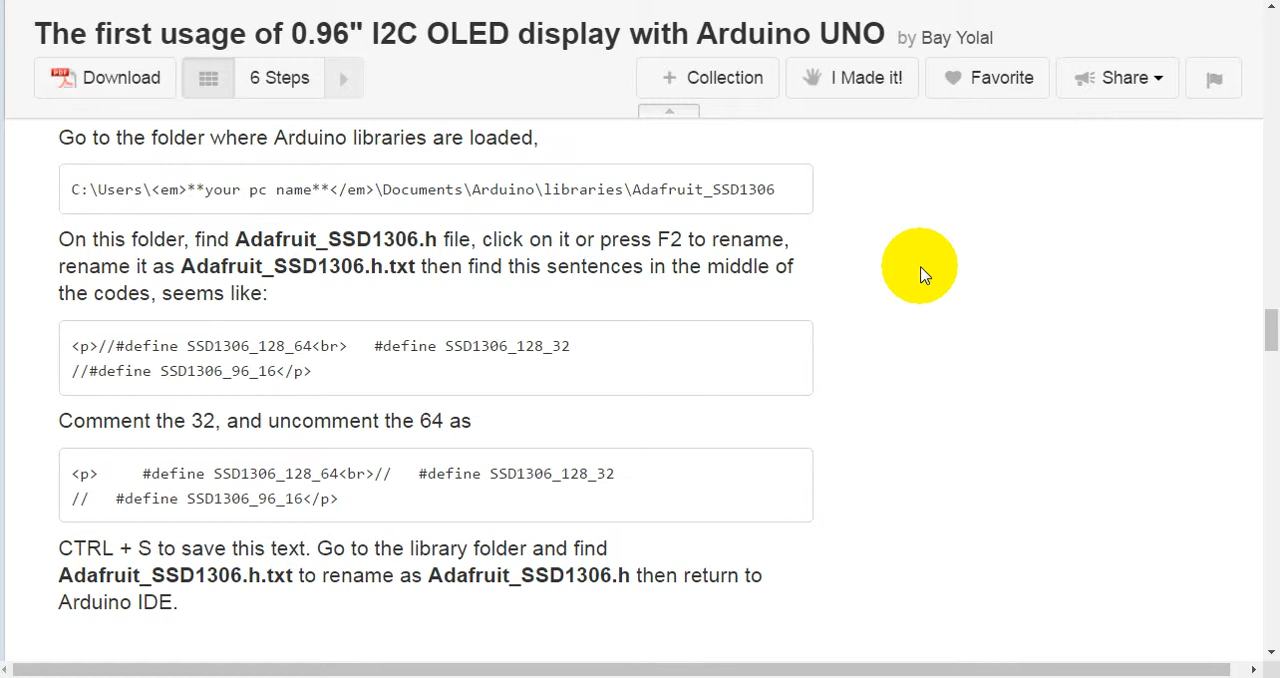 The first usage of 0.96" I2C OLED display with Arduino UNO by Bay Yolal
PDF Download 6 Steps + Collection I Made it! Favorite Share
Go to the folder where Arduino libraries are loaded,
C:\Users\<em>**your pc name**</em>\Documents\Arduino\libraries\Adafruit_SSD1306
On this folder, find Adafruit_SSD1306.h file, click on it or press F2 to rename,
rename it as Adafruit_SSD1306.h.txt then find this sentences in the middle of
the codes, seems like:
<p>//#define SSD1306_128_64<br>   #define SSD1306_128_32
//#define SSD1306_96_16</p>
Comment the 32, and uncomment the 64 as
<p>     #define SSD1306_128_64<br>//   #define SSD1306_128_32
//   #define SSD1306_96_16</p>
CTRL + S to save this text. Go to the library folder and find
Adafruit_SSD1306.h.txt to rename as Adafruit_SSD1306.h then return to
Arduino IDE.